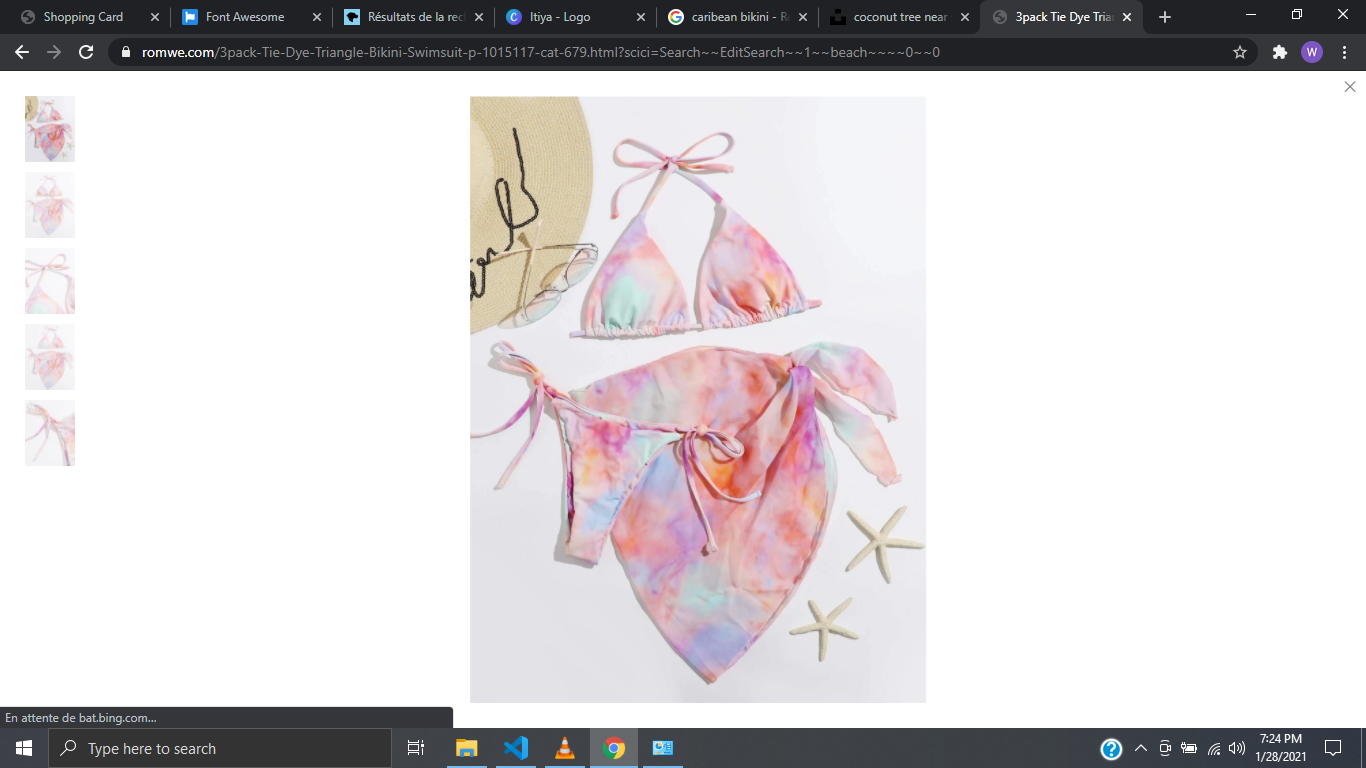 Shopping Card
Font Awesome
Résultats de la rec
Itiya - Logo
caribean bikini - R
coconut tree near
3pack Tie Dye Trian
romwe.com/3pack-Tie-Dye-Triangle-Bikini-Swimsuit-p-1015117-cat-679.html?scici=Search~~EditSearch~~1~~beach~~~~0~~0
W
En attente de bat.bing.com...
Type here to search
7:24 PM
1/28/2021